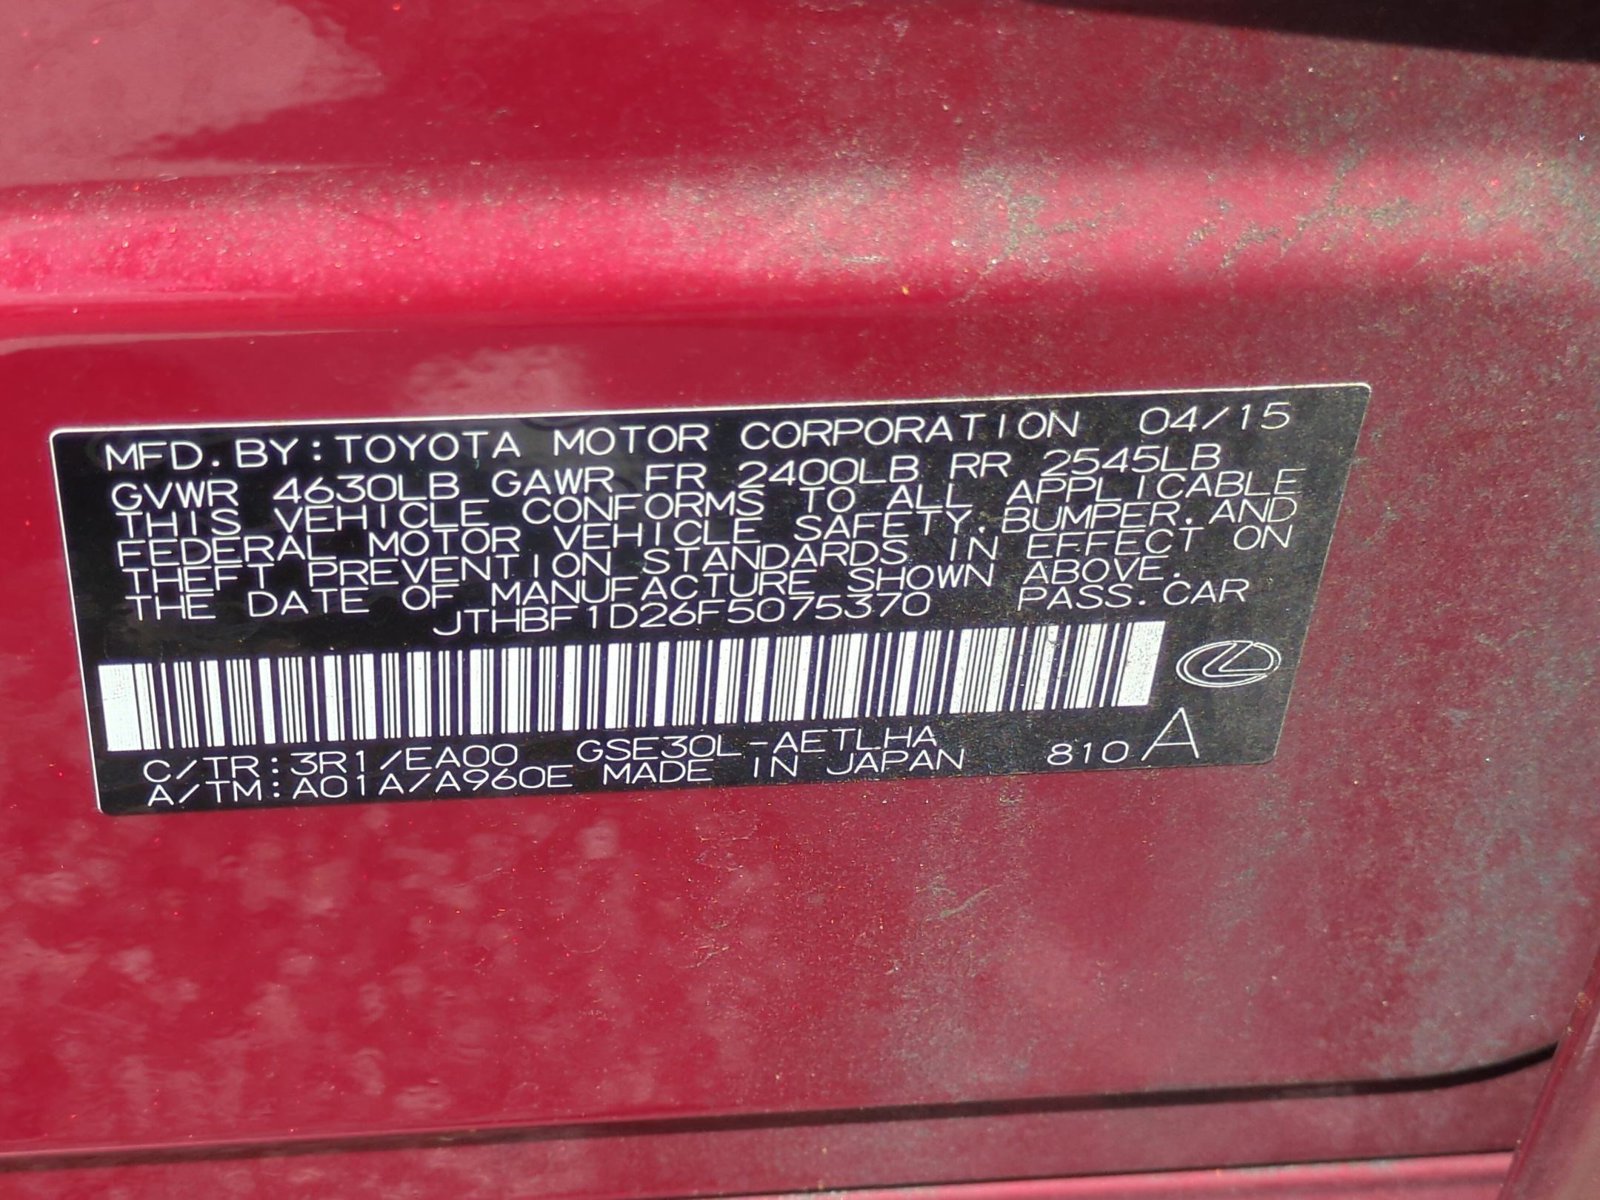 MFD. BY: TOYOTA MOTOR CORPORATION 04/15
GVWR 4630LB GAWR FR 2400LB RR 2545LB
THIS VEHICLE CONFORMS TO ALL APPLICABLE
FEDERAL MOTOR VEHICLE SAFETY, BUMPER, AND
THEFT PREVENTION STANDARDS IN EFFECT ON
THE DATE OF MANUFACTURE SHOWN ABOVE.
JTHBF1D26F5075370 PASS. CAR
C/TR: 3R1/EA00 GSE30L-AETLHA
A/TM: A01A/A960E MADE IN JAPAN 810 A